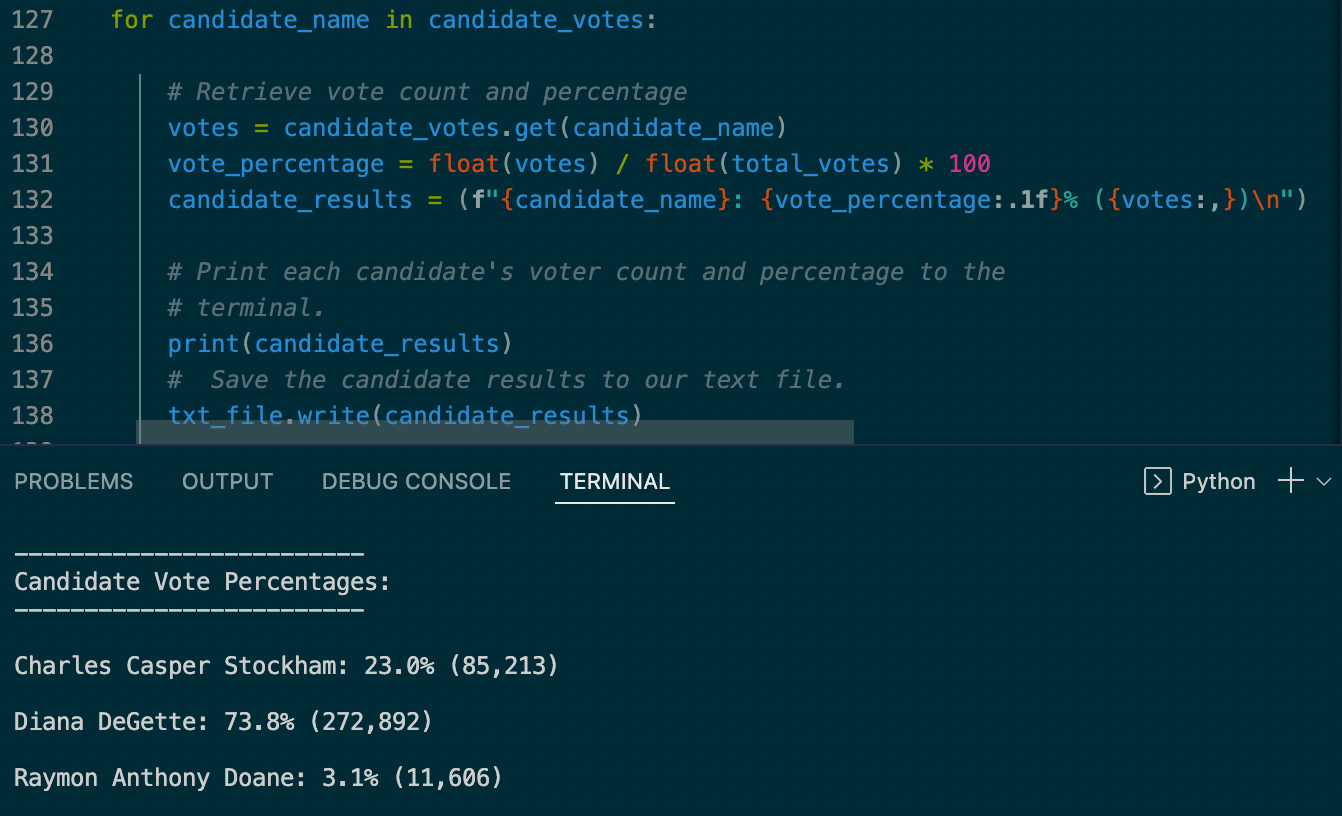 127 for candidate_name in candidate_votes:
128
129 # Retrieve vote count and percentage
130 votes = candidate_votes.get(candidate_name)
131 vote_percentage = float(votes) / float(total_votes) * 100
132 candidate_results = (f"{candidate_name}: {vote_percentage:.1f}% ({votes:,})\n")
133
134 # Print each candidate's voter count and percentage to the
135 # terminal.
136 print(candidate_results)
137 #  Save the candidate results to our text file.
138 txt_file.write(candidate_results)
PROBLEMS OUTPUT DEBUG CONSOLE TERMINAL Python
-------------------------
Candidate Vote Percentages:
-------------------------
Charles Casper Stockham: 23.0% (85,213)
Diana DeGette: 73.8% (272,892)
Raymon Anthony Doane: 3.1% (11,606)